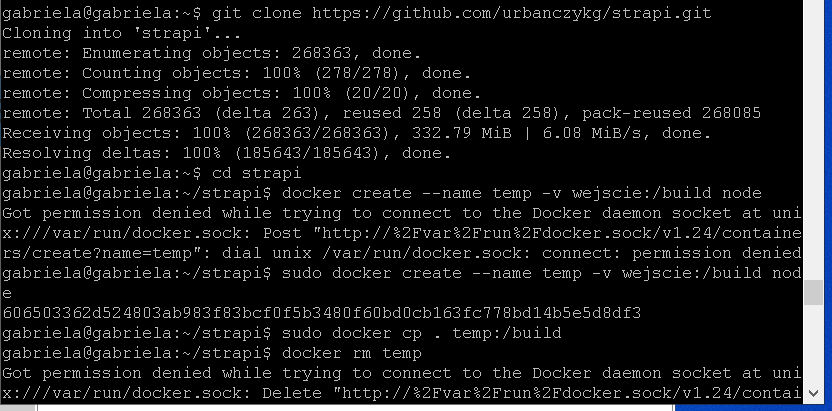 gabriela@gabriela:~$ git clone https://github.com/urbanczykg/strapi.git
Cloning into 'strapi'...
remote: Enumerating objects: 268363, done.
remote: Counting objects: 100% (278/278), done.
remote: Compressing objects: 100% (20/20), done.
remote: Total 268363 (delta 263), reused 258 (delta 258), pack-reused 268085
Receiving objects: 100% (268363/268363), 332.79 MiB | 6.08 MiB/s, done.
Resolving deltas: 100% (185643/185643), done.
gabriela@gabriela:~$ cd strapi
gabriela@gabriela:~/strapi$ docker create --name temp -v wejscie:/build node
Got permission denied while trying to connect to the Docker daemon socket at uni
x:///var/run/docker.sock: Post "http://%2Fvar%2Frun%2Fdocker.sock/v1.24/containe
rs/create?name=temp": dial unix /var/run/docker.sock: connect: permission denied
gabriela@gabriela:~/strapi$ sudo docker create --name temp -v wejscie:/build nod
e
606503362d524803ab983f83bcf0f5b3480f60bd0cb163fc778bd14b5e5d8df3
gabriela@gabriela:~/strapi$ sudo docker cp . temp:/build
gabriela@gabriela:~/strapi$ docker rm temp
Got permission denied while trying to connect to the Docker daemon socket at uni
x:///var/run/docker.sock: Delete "http://%2Fvar%2Frun%2Fdocker.sock/v1.24/contai